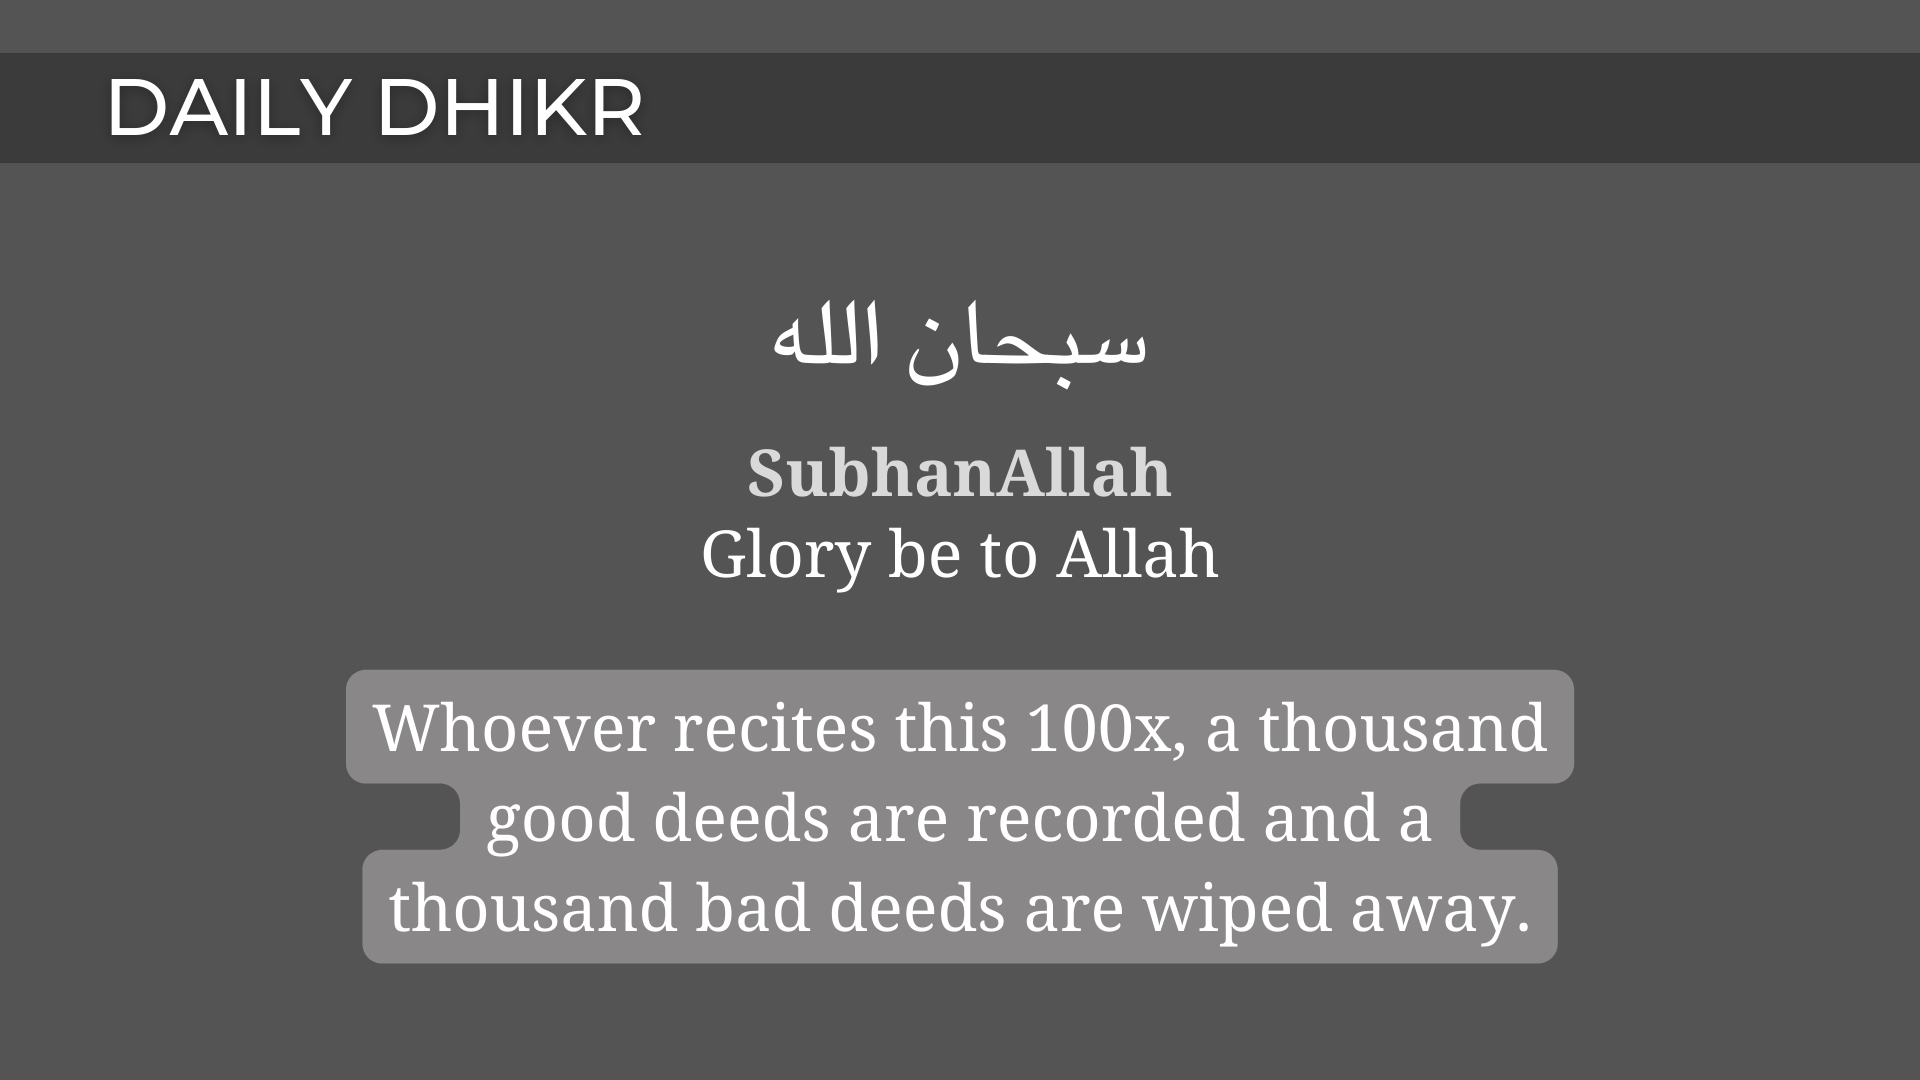 DAILY DHIKR
سبحان الله
SubhanAllah
Glory be to Allah
Whoever recites this 100x, a thousand
good deeds are recorded and a
thousand bad deeds are wiped away.